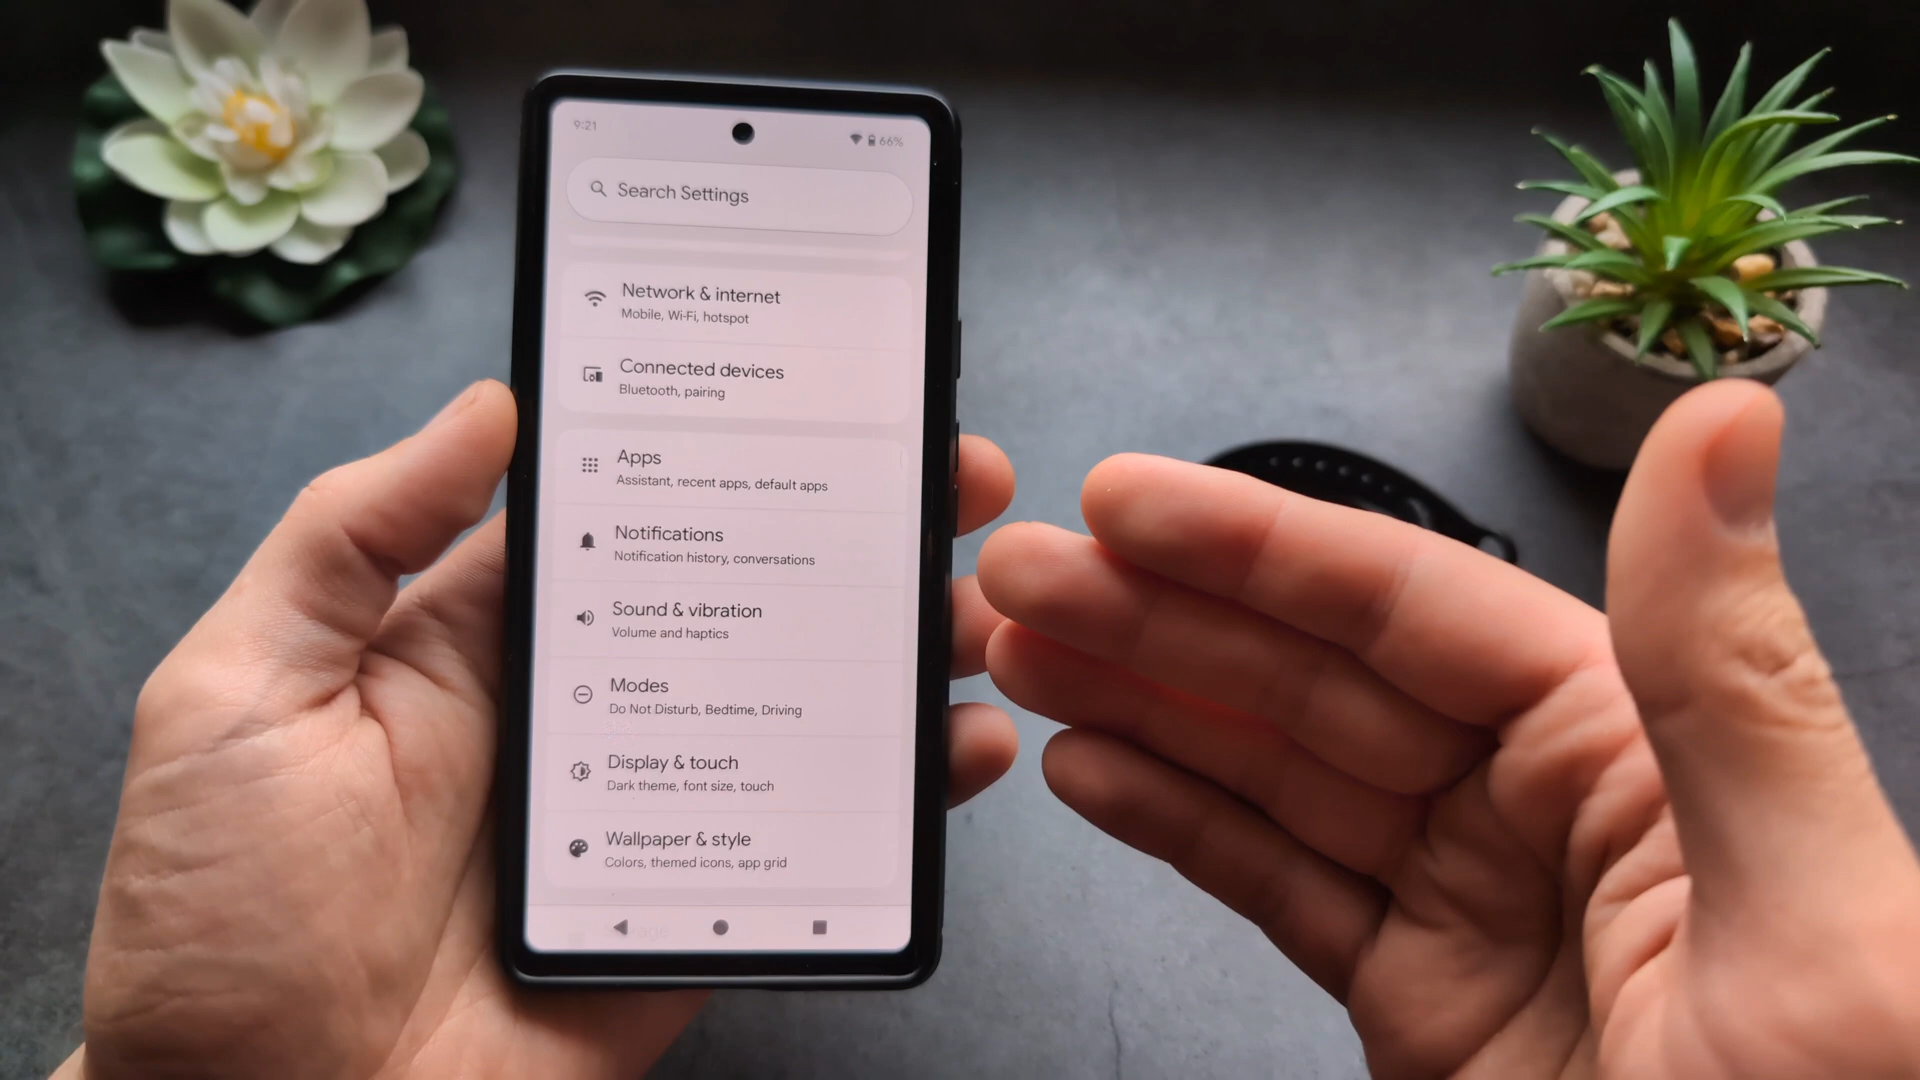 9:21
66%
Search Settings
Network & internet
Mobile, Wi-Fi, hotspot
Connected devices
Bluetooth, pairing
Apps
Assistant, recent apps, default apps
Notifications
Notification history, conversations
Sound & vibration
Volume and haptics
Modes
Do Not Disturb, Bedtime, Driving
Display & touch
Dark theme, font size, touch
Wallpaper & style
Colors, themed icons, app grid